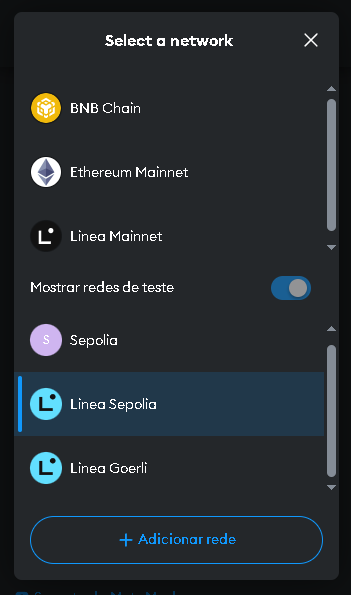 Select a network
BNB Chain
Ethereum Mainnet
Linea Mainnet
Mostrar redes de teste
S
Sepolia
Linea Sepolia
Linea Goerli
Adicionar rede